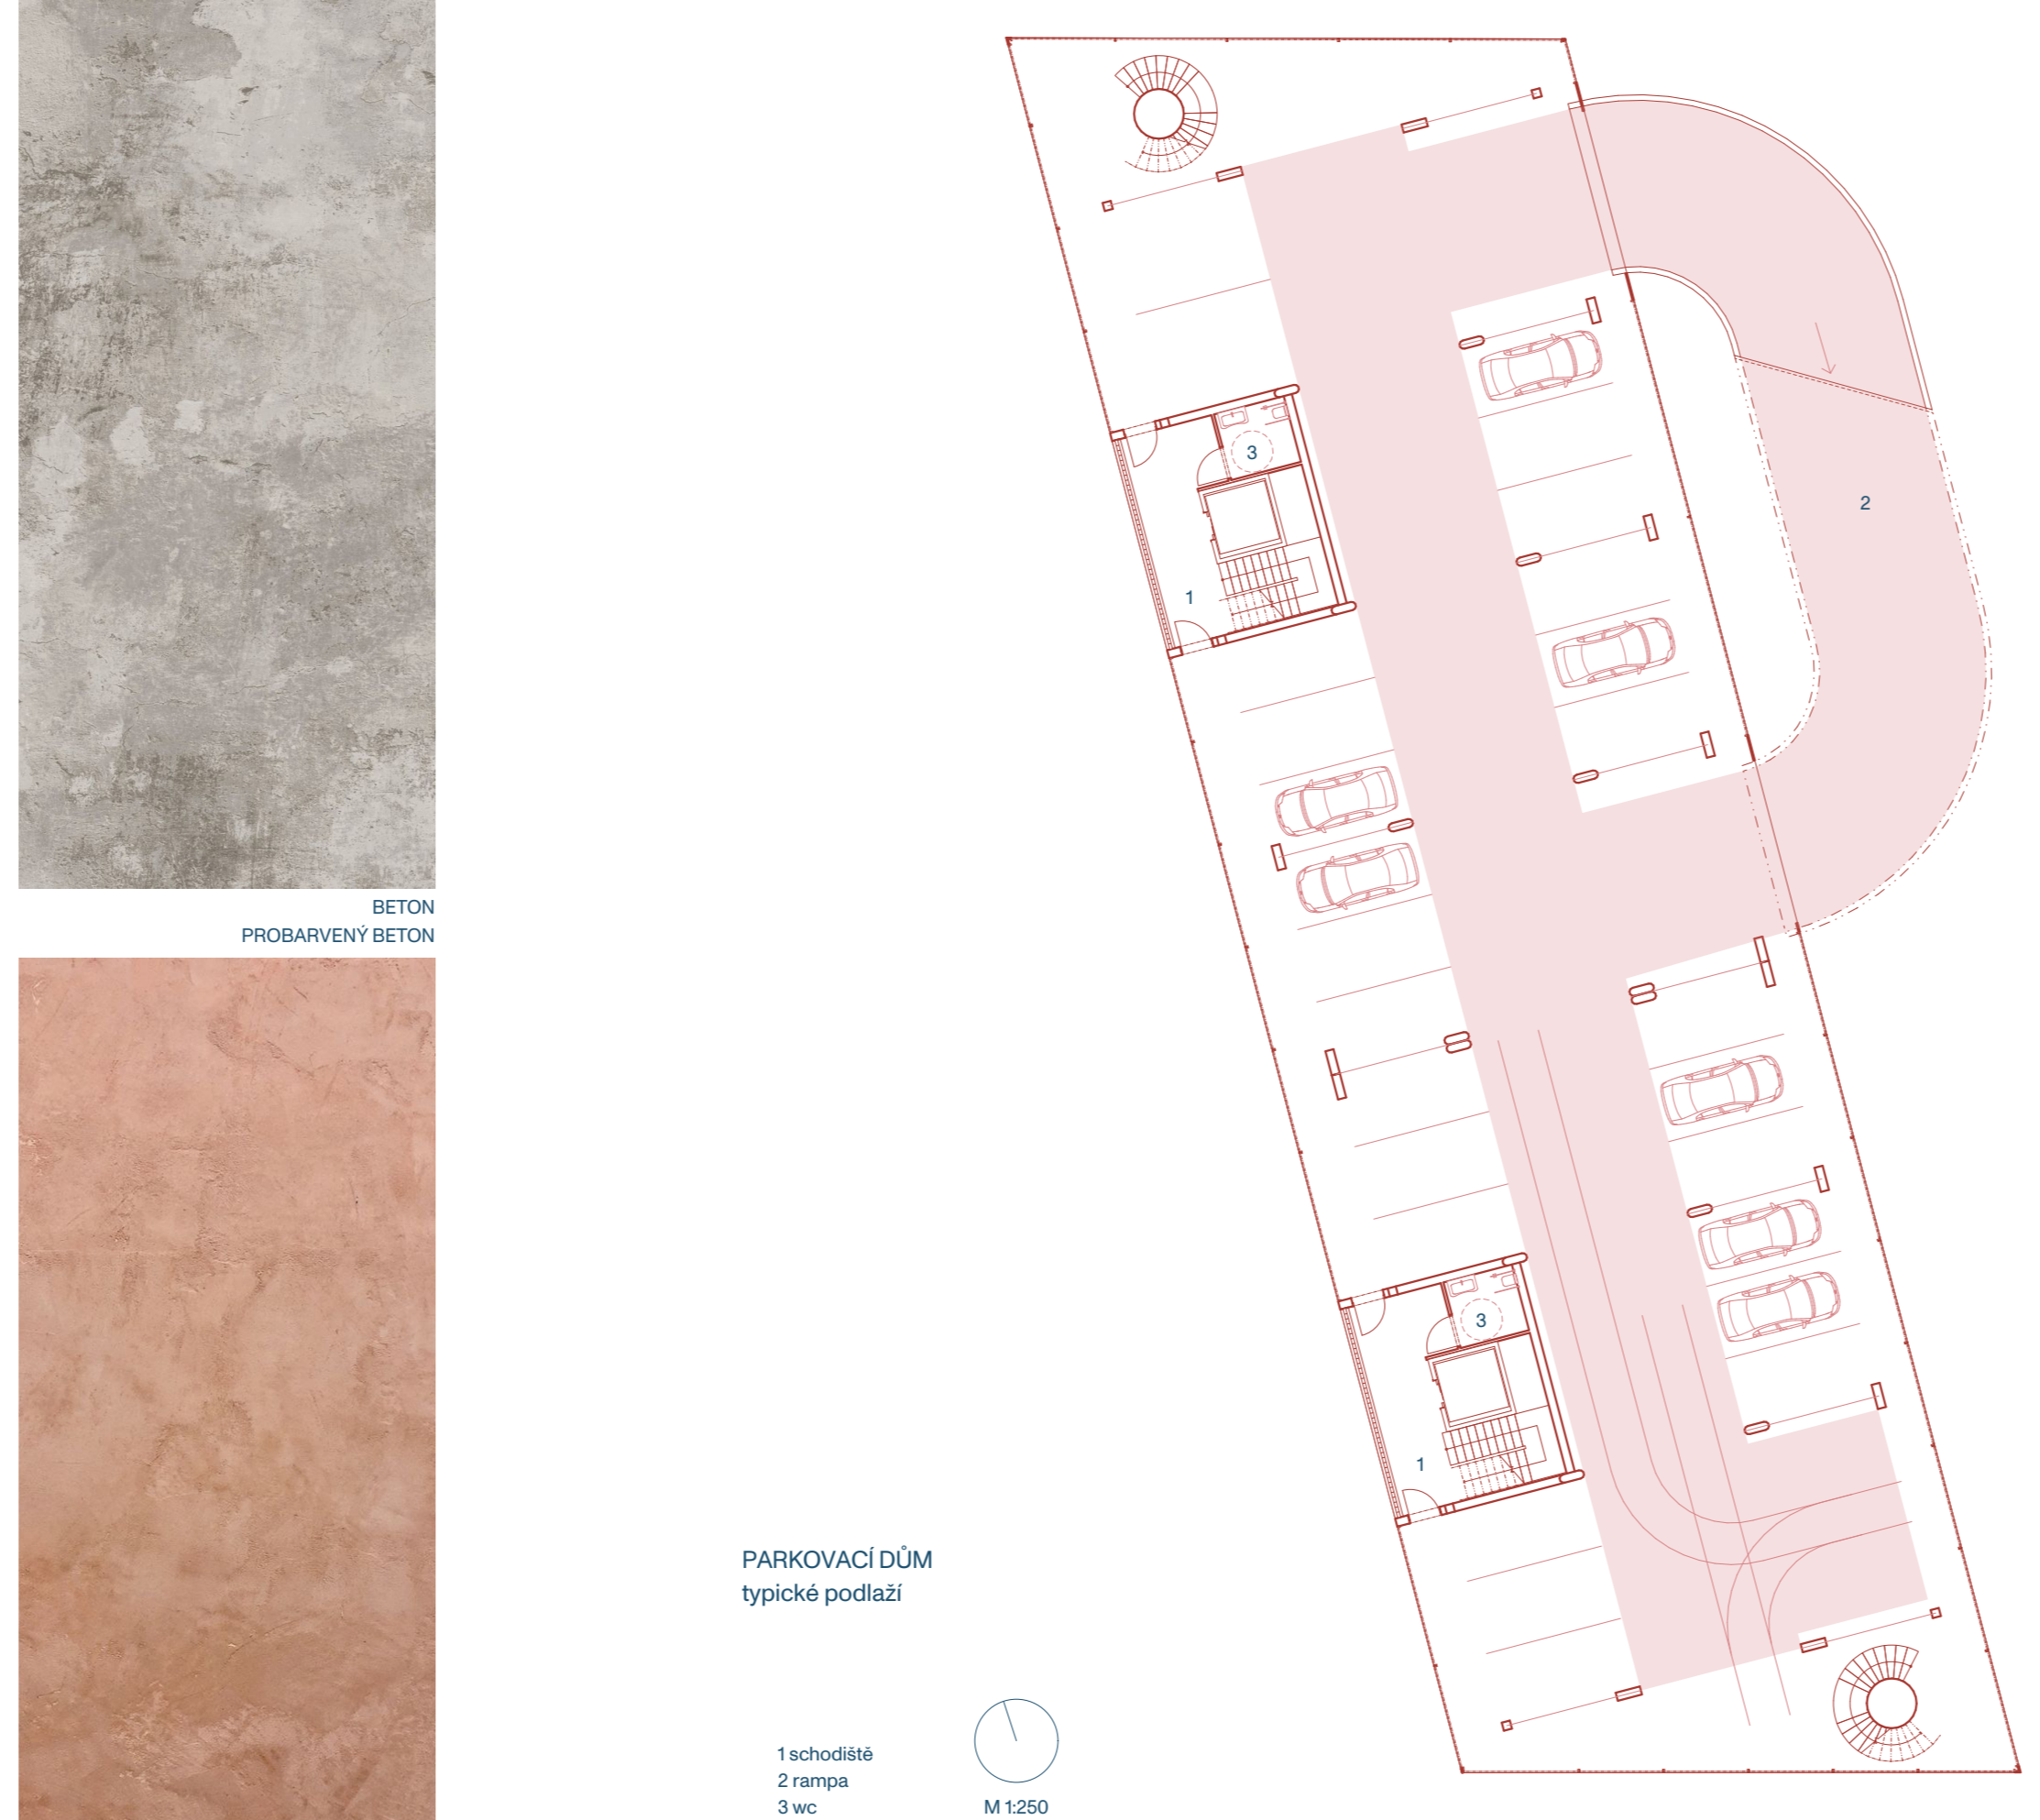 3
2
1
BETON
PROBARVENÝ BETON
3
1
PARKOVACÍ DŮM
typické podlaží
1 schodiště
2 rampa
3 wc
M 1:250